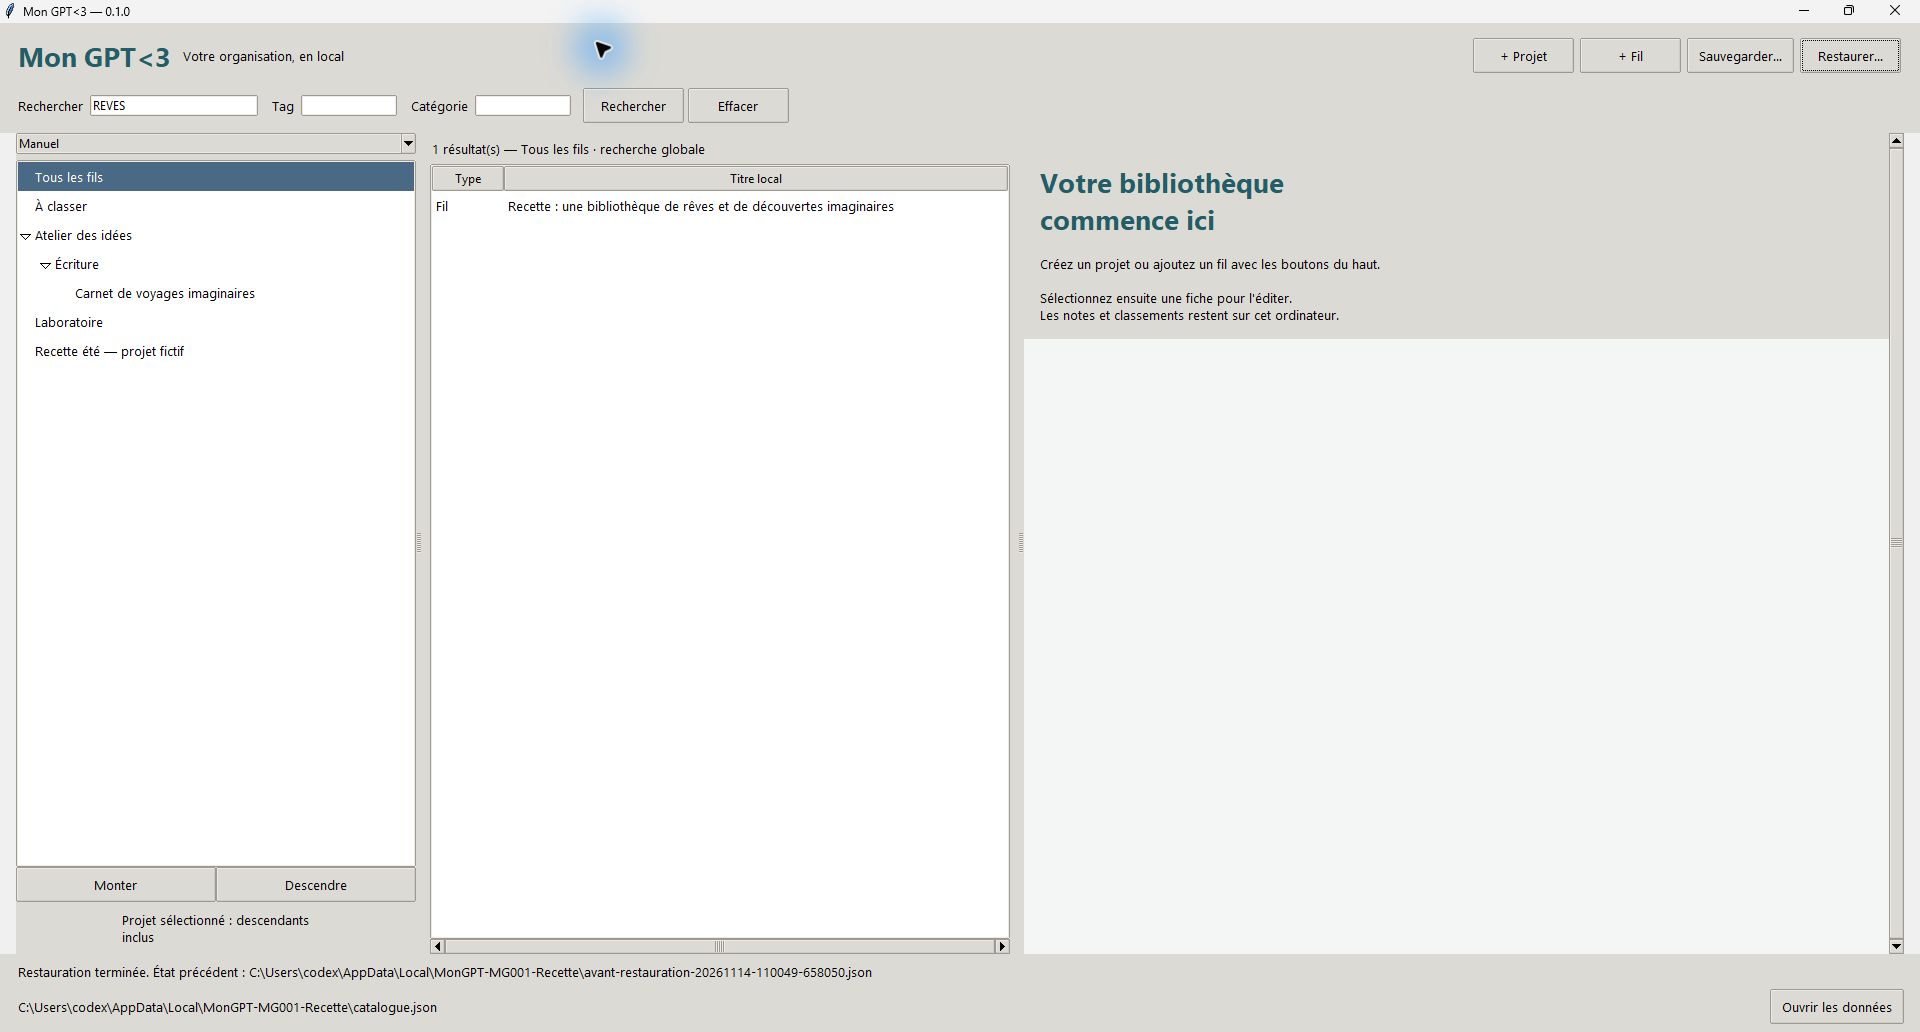 Mon GPT<3 — 0.1.0
Mon GPT<3 Votre organisation, en local
+ Projet
+ Fil
Sauvegarder...
Restaurer...
Rechercher REVES Tag Catégorie Rechercher Effacer
Manuel
Tous les fils
À classer
Atelier des idées
Écriture
Carnet de voyages imaginaires
Laboratoire
Recette été — projet fictif
Monter
Descendre
Projet sélectionné : descendants
inclus
1 résultat(s) — Tous les fils · recherche globale
Type Titre local
Fil Recette : une bibliothèque de rêves et de découvertes imaginaires
Votre bibliothèque
commence ici
Créez un projet ou ajoutez un fil avec les boutons du haut.
Sélectionnez ensuite une fiche pour l'éditer.
Les notes et classements restent sur cet ordinateur.
Restauration terminée. État précédent : C:\Users\codex\AppData\Local\MonGPT-MG001-Recette\avant-restauration-20261114-110049-658050.json
C:\Users\codex\AppData\Local\MonGPT-MG001-Recette\catalogue.json
Ouvrir les données